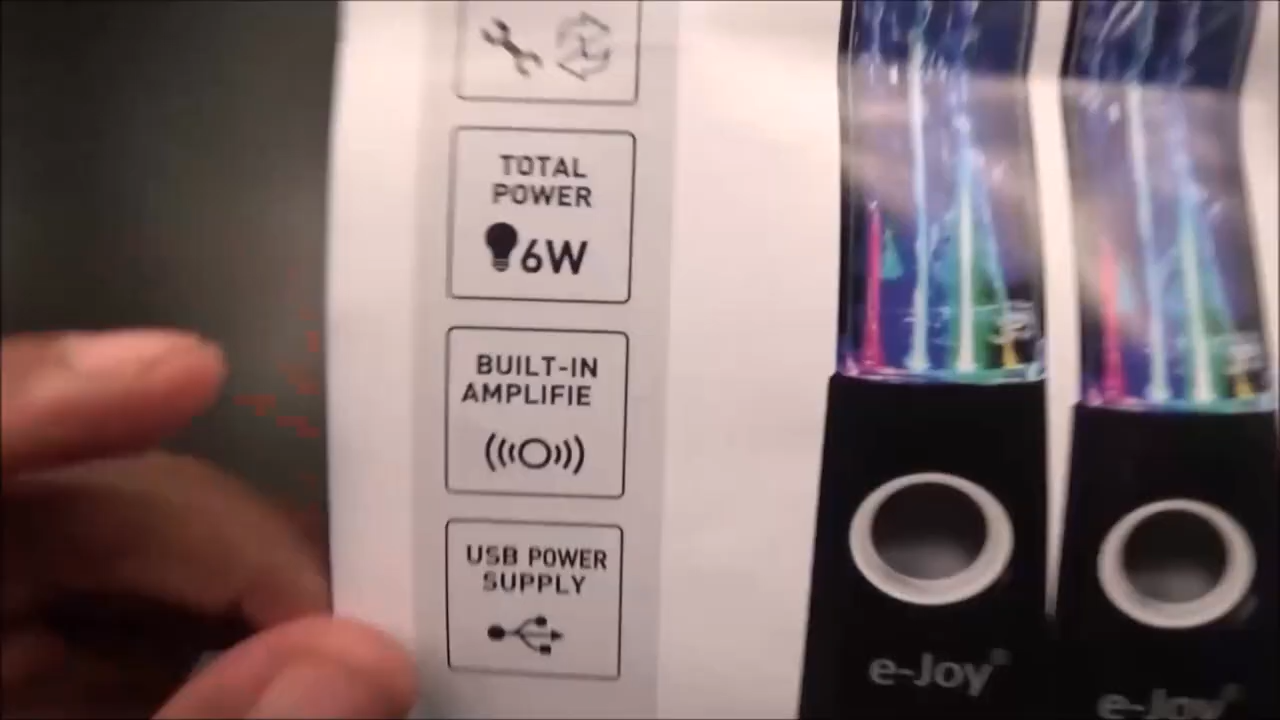 TOTAL
POWER
6W
BUILT-IN
AMPLIFIE
USB POWER
SUPPLY
e-Joy®
e-Joy®